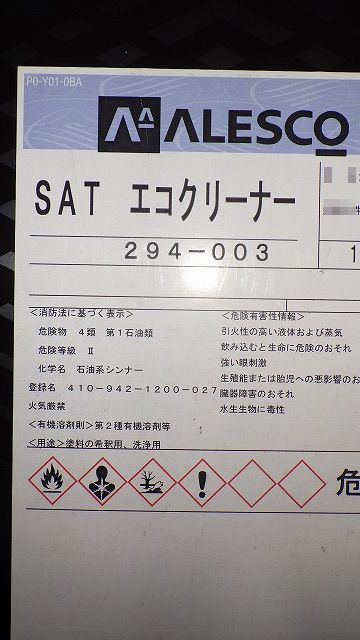 PO-Y01-0BA
ALESCO
SAT エコクリーナー
294-003
1
<消防法に基づく表示>
危険物 4類 第1石油類
危険等級 Ⅱ
化学名 石油系シンナー
登録名 410-942-1200-027
火気厳禁
<有機溶剤則>第2種有機溶剤等
<用途>塗料の希釈用、洗浄用
<危険有害性情報>
引火性の高い液体および蒸気
飲み込むと生命に危険のおそれ
強い眼刺激
生殖能または胎児への悪影響のお
臓器障害のおそれ
水生生物に毒性
危